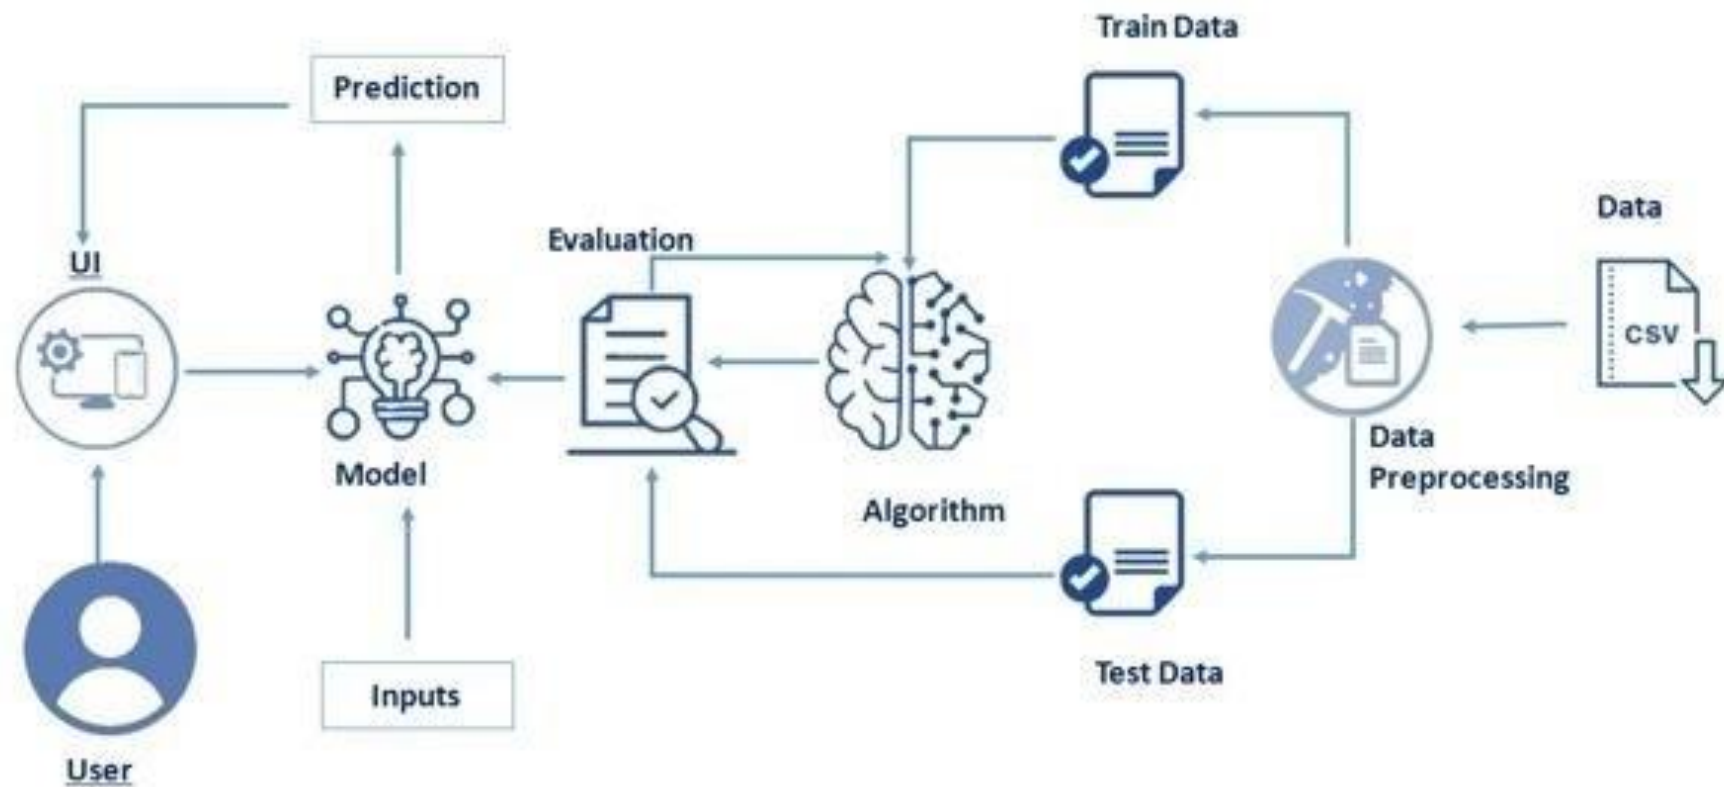 Train Data
Prediction
Data
Evaluation
UI
CSV
Data
Preprocessing
Model
Algorithm
Test Data
Inputs
User